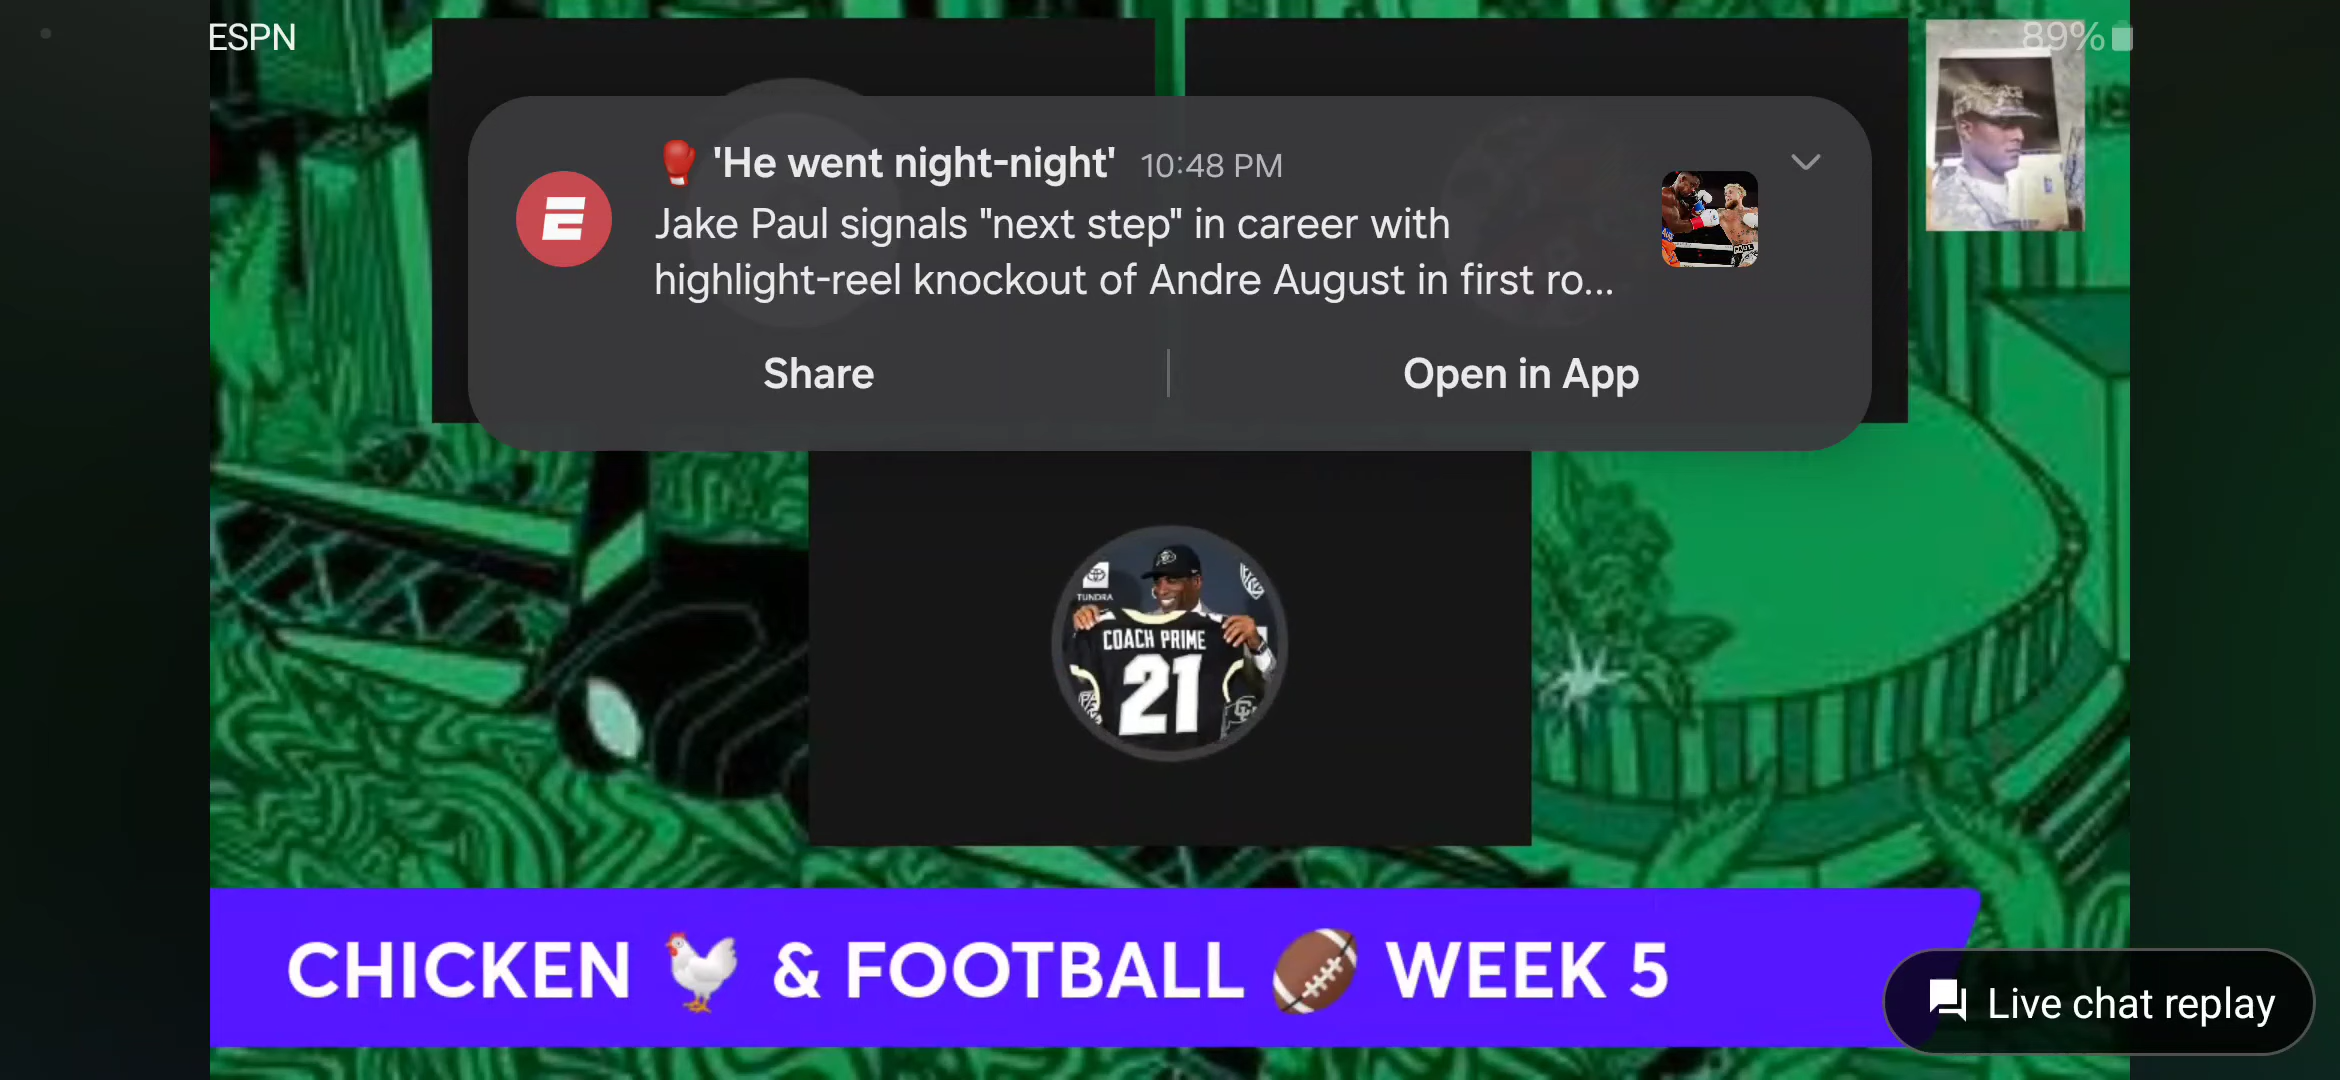 ESPN
89%
🥊 'He went night-night' 10:48 PM
Jake Paul signals "next step" in career with
highlight-reel knockout of Andre August in first ro...
Share
Open in App
PAUL
TUNDRA
COACH PRIME
21
CHICKEN 🐓 & FOOTBALL 🏈 WEEK 5
Live chat replay